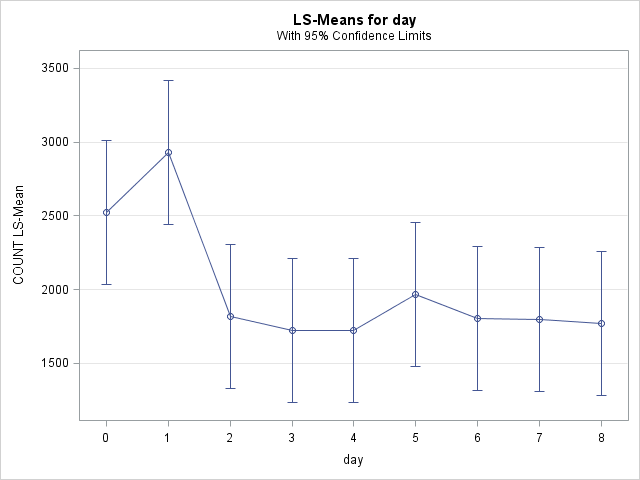 LS-Means for day
With 95% Confidence Limits
3500
3000
2500
2000
1500
COUNT LS-Mean
0 1 2 3 4 5 6 7 8
day